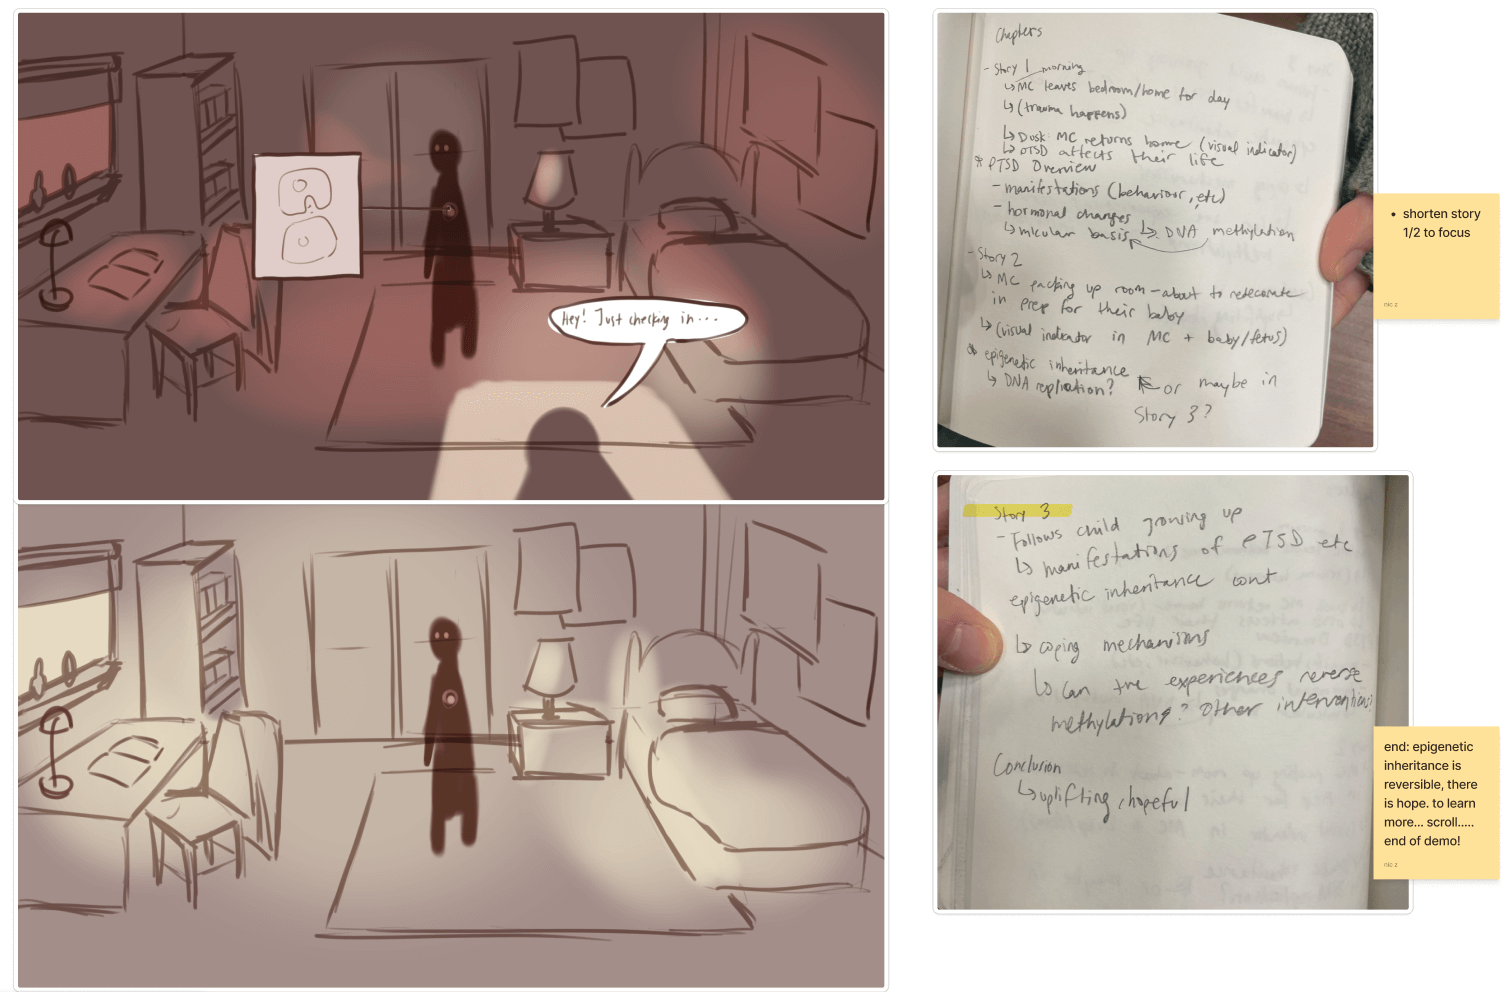 Hey! Just checking in...
Chapters
- Story 1 morning
↳ MC leaves bedroom/home for day
↳ (trauma happens)
↳ Dusk: MC returns home (visual indicator)
↳ PTSD affects their life
* PTSD Overview
- manifestations (behaviour, etc)
- hormonal changes
↳ DNA methylation
↳ basis
- Story 2
↳ MC packing up room - about to redecorate
in prep for their baby
↳ (visual indicator in MC + baby/fetus)
* epigenetic inheritance
↳ DNA replication? ← or maybe in
Story 3?
• shorten story
1/2 to focus
nic z
Story 3
- Follows child growing up
↳ manifestations of PTSD etc
epigenetic inheritance cont
↳ coping mechanisms
↳ can the experiences reverse
methylations? Other interventions
Conclusion
↳ uplifting, hopeful
end: epigenetic
inheritance is
reversible, there
is hope. to learn
more... scroll.....
end of demo!
nic z